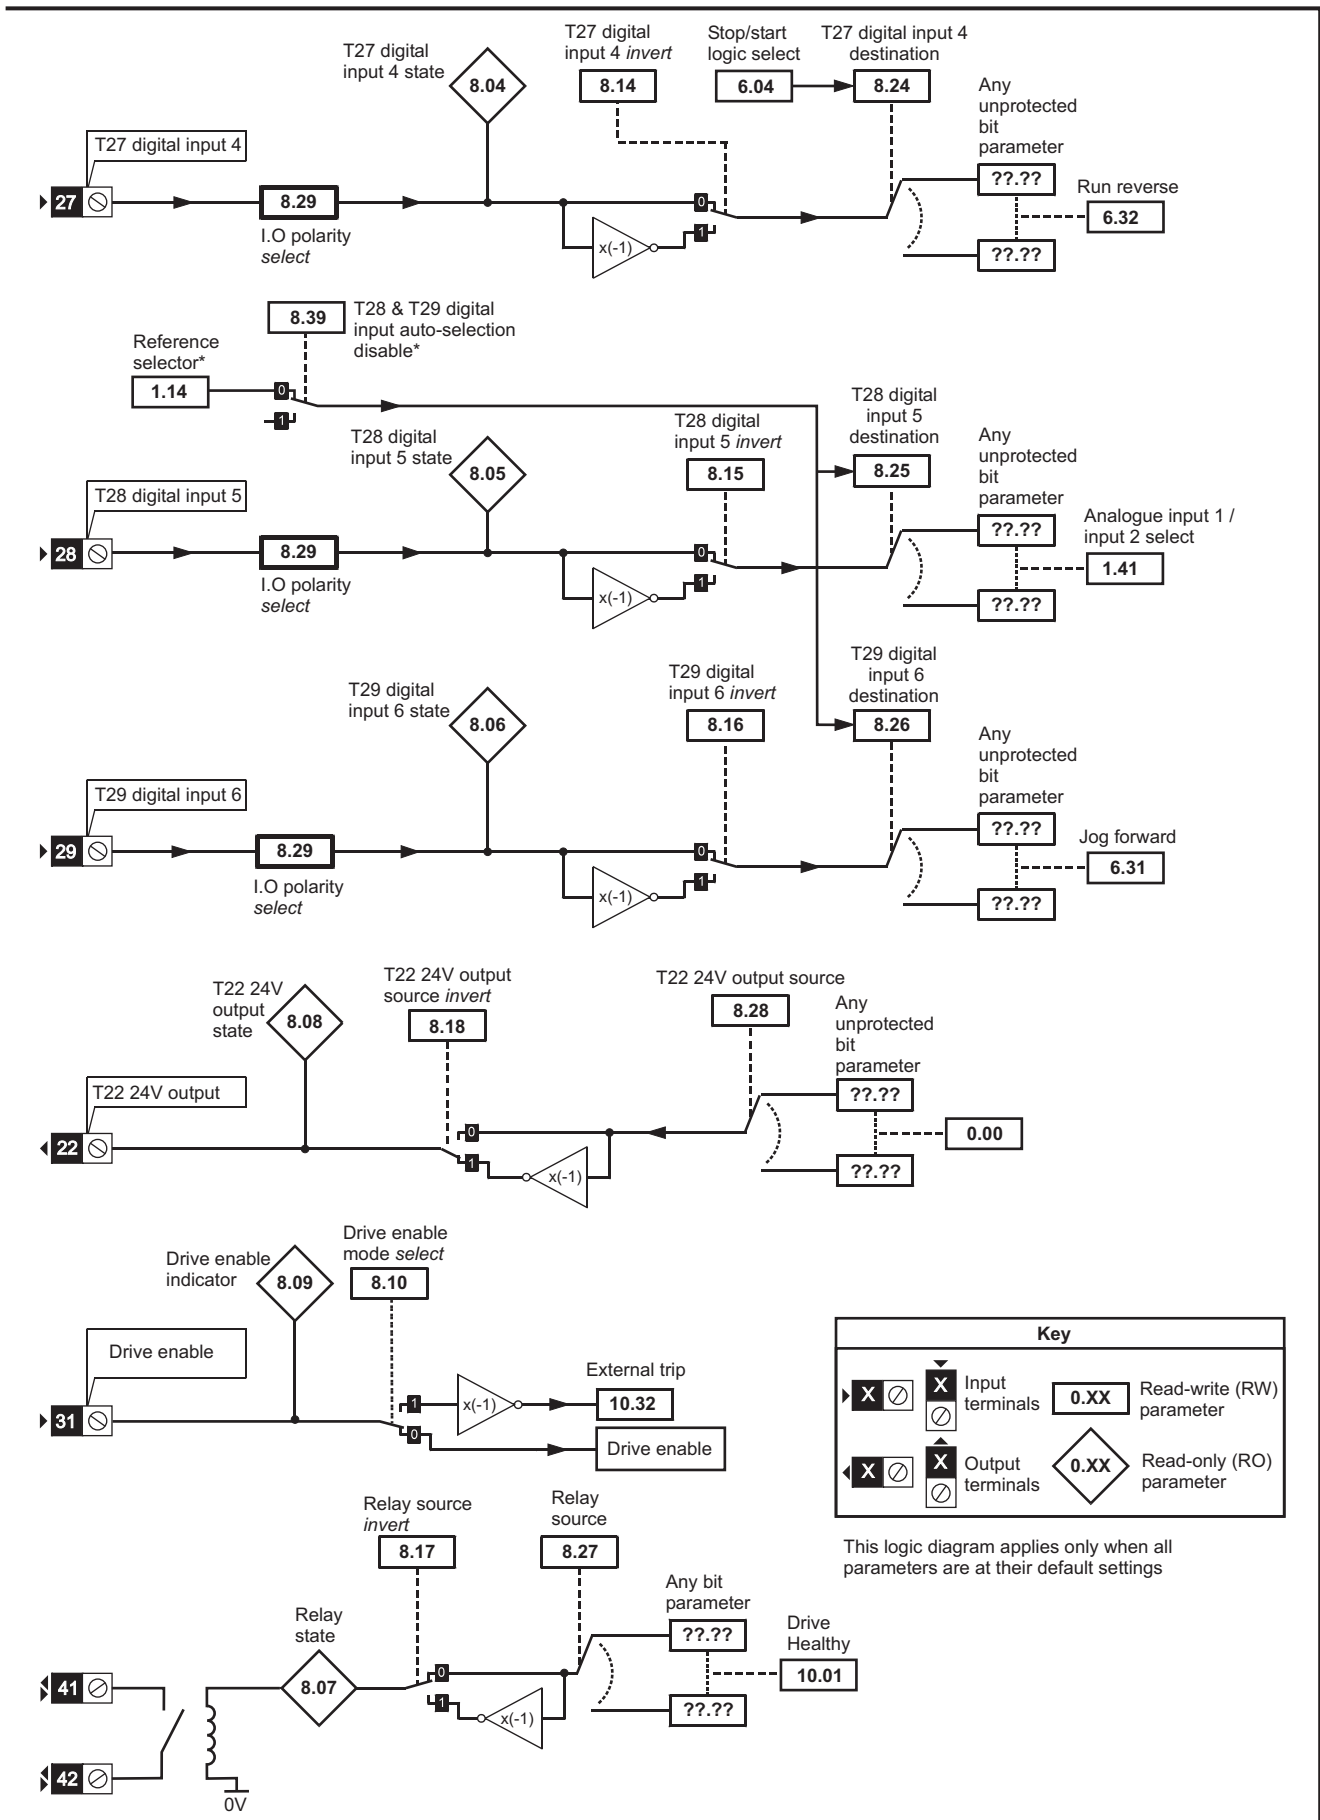 T27 digital
input 4 state
8.04
T27 digital
input 4 invert
8.14
Stop/start
logic select
6.04
T27 digital input 4
destination
8.24
Any
unprotected
bit
parameter
??.??
??.??
Run reverse
6.32
T27 digital input 4
27
8.29
I.O polarity
select
0
1
x(-1)
8.39
T28 & T29 digital
input auto-selection
disable*
Reference
selector*
1.14
0
1
T28 digital
input 5 state
8.05
T28 digital
input 5 invert
8.15
T28 digital
input 5
destination
8.25
Any
unprotected
bit
parameter
??.??
??.??
Analogue input 1 /
input 2 select
1.41
T28 digital input 5
28
8.29
I.O polarity
select
0
1
x(-1)
T29 digital
input 6 state
8.06
T29 digital
input 6 invert
8.16
T29 digital
input 6
destination
8.26
Any
unprotected
bit
parameter
??.??
??.??
Jog forward
6.31
T29 digital input 6
29
8.29
I.O polarity
select
0
1
x(-1)
T22 24V
output
state
8.08
T22 24V output
source invert
8.18
T22 24V output source
8.28
Any
unprotected
bit
parameter
??.??
??.??
0.00
T22 24V output
22
0
1
x(-1)
Drive enable
indicator
8.09
Drive enable
mode select
8.10
Drive enable
31
1
0
x(-1)
External trip
10.32
Drive enable
Key
X
X
Input
terminals
0.XX
Read-write (RW)
parameter
X
X
Output
terminals
0.XX
Read-only (RO)
parameter
This logic diagram applies only when all
parameters are at their default settings
Relay source
invert
8.17
Relay
source
8.27
Any bit
parameter
??.??
??.??
Drive
Healthy
10.01
Relay
state
8.07
0
1
x(-1)
41
42
0V